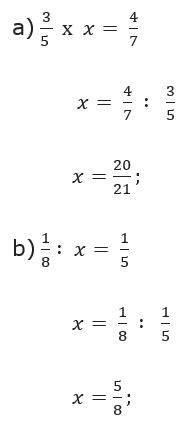 a) 3/5 x x = 4/7
x = 4/7 : 3/5
x = 20/21;
b) 1/8 : x = 1/5
x = 1/8 : 1/5
x = 5/8;